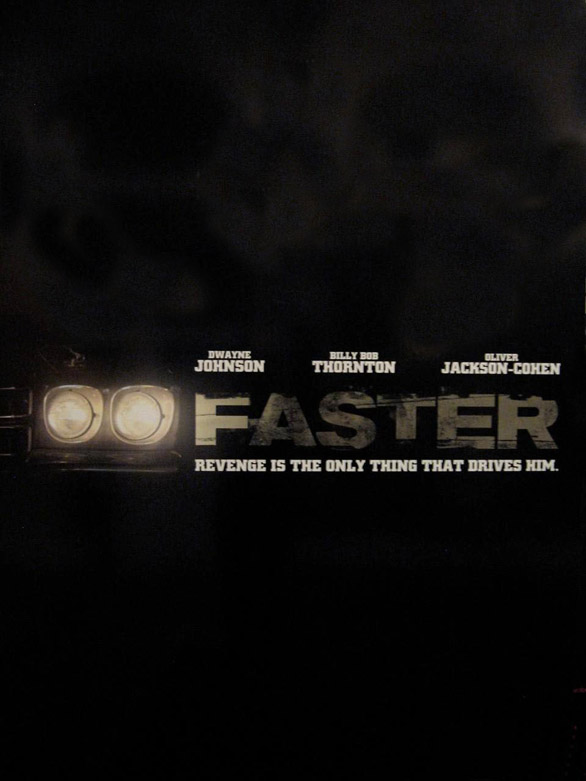 DWAYNE BILLY BOB OLIVER
JOHNSON THORNTON JACKSON-COHEN
FASTER
REVENGE IS THE ONLY THING THAT DRIVES HIM.